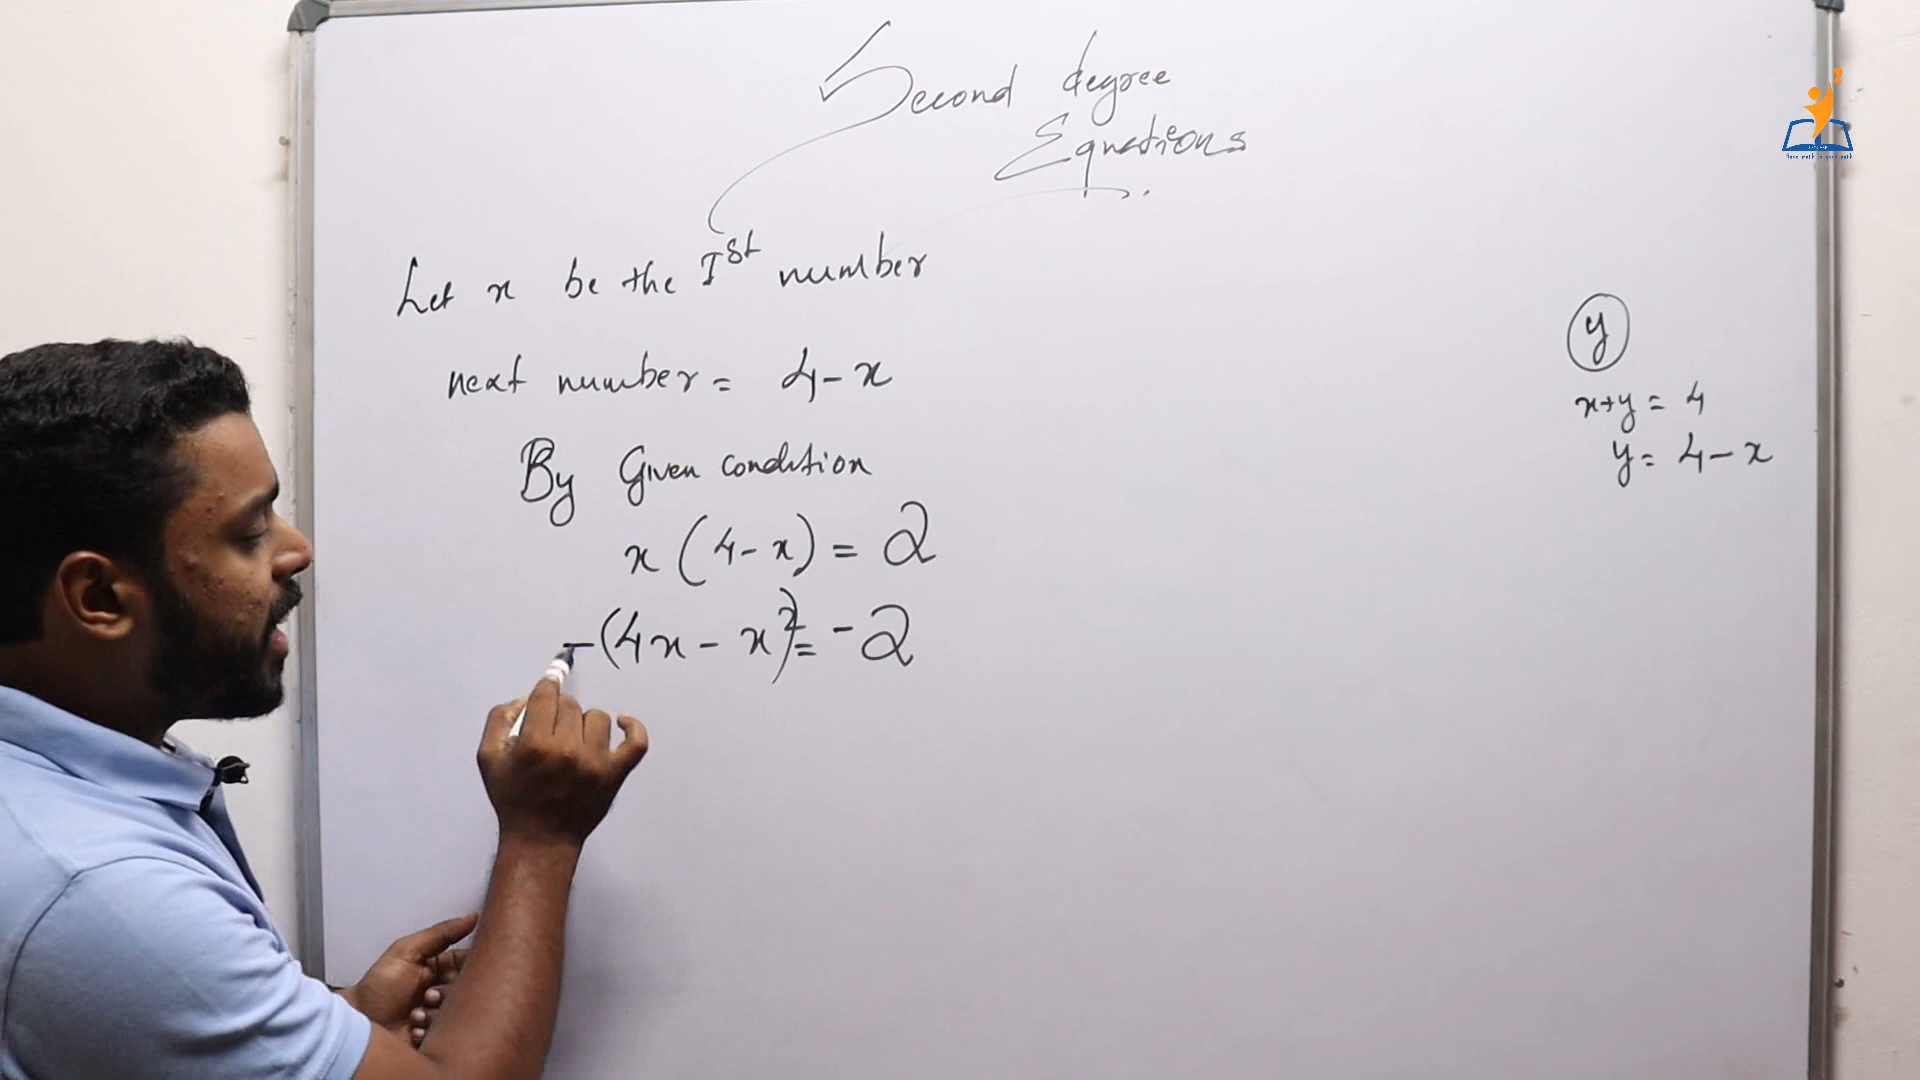 Second degree
Equations
Let x be the Ist number
next number = 4-x
By Given condition
x(4-x) = 2
-(4x - x²) = -2
y
x+y = 4
y = 4-x